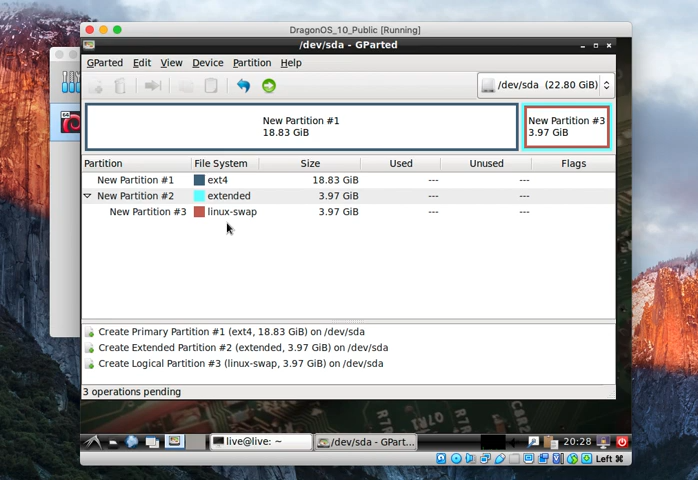 DragonOS_10_Public [Running]
/dev/sda - GParted
GParted Edit View Device Partition Help
/dev/sda (22.80 GiB)
New Partition #1
18.83 GiB
New Partition #3
3.97 GiB
Partition File System Size Used Unused Flags
New Partition #1 ext4 18.83 GiB --- ---
New Partition #2 extended 3.97 GiB --- ---
New Partition #3 linux-swap 3.97 GiB --- ---
Create Primary Partition #1 (ext4, 18.83 GiB) on /dev/sda
Create Extended Partition #2 (extended, 3.97 GiB) on /dev/sda
Create Logical Partition #3 (linux-swap, 3.97 GiB) on /dev/sda
3 operations pending
live@live: ~
/dev/sda - GPart...
20:28
Left ⌘